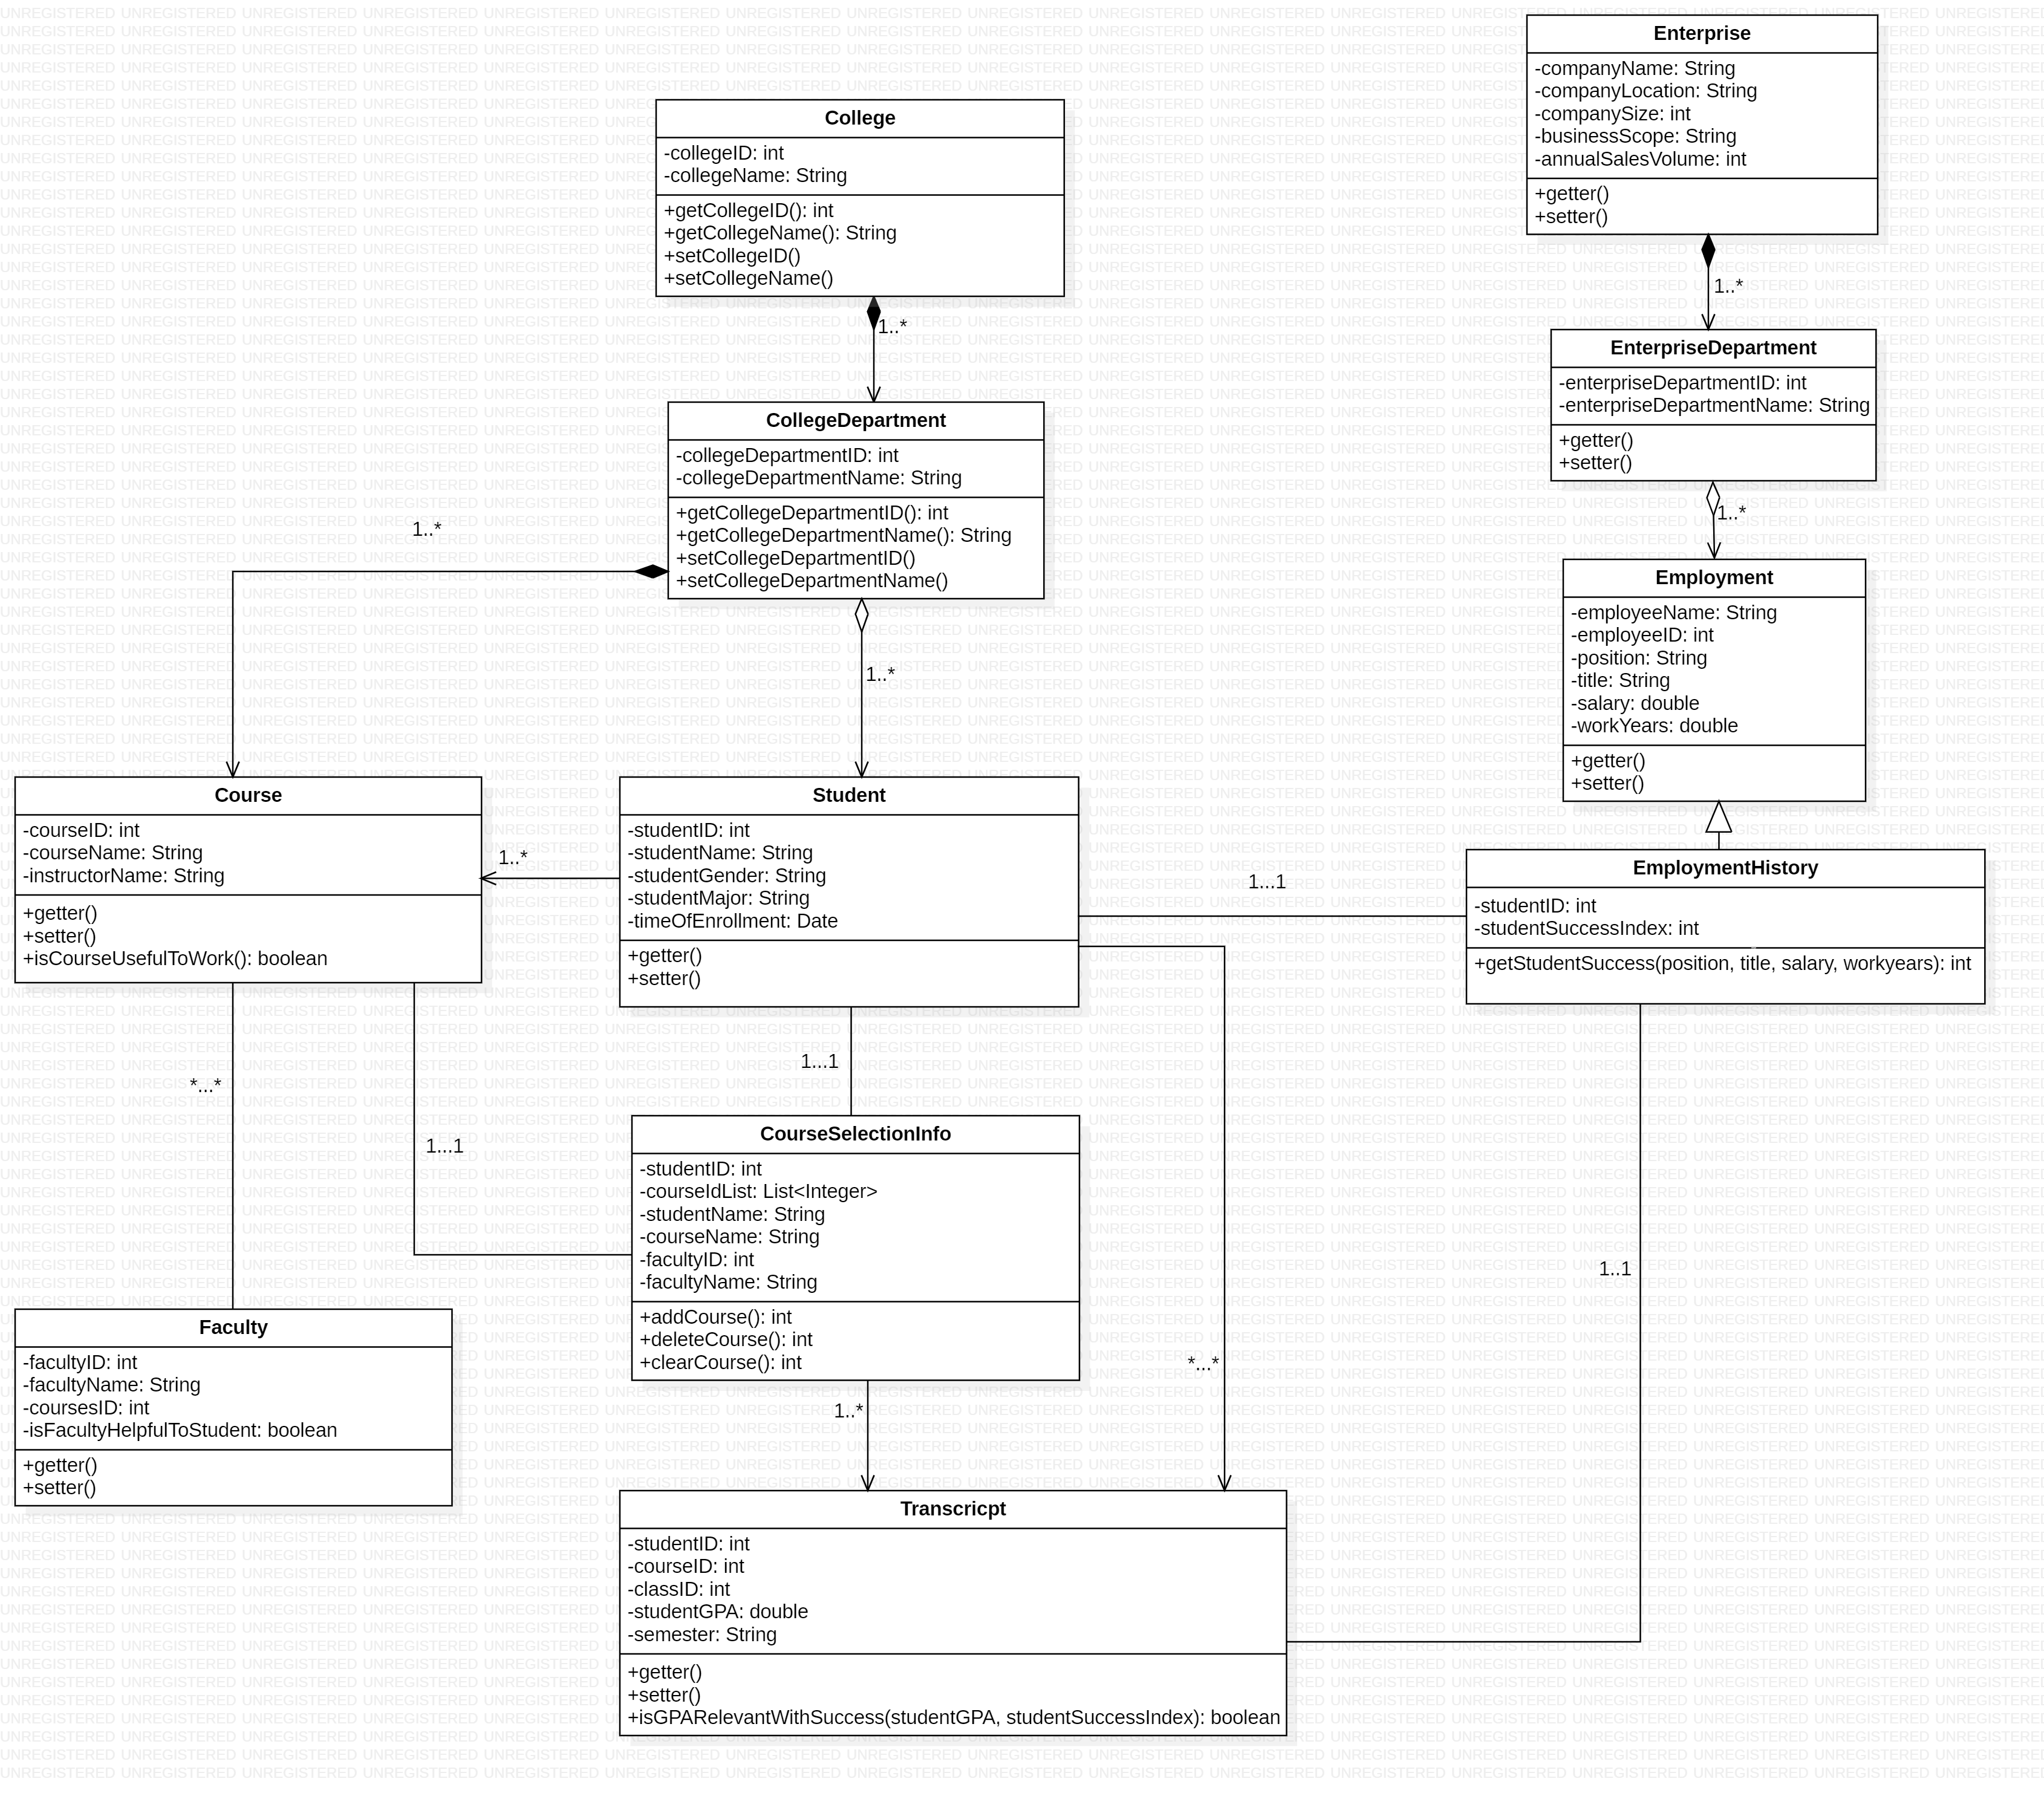 Enterprise
-companyName: String
-companyLocation: String
-companySize: int
-businessScope: String
-annualSalesVolume: int
+getter()
+setter()
1..*
College
-collegeID: int
-collegeName: String
+getCollegeID(): int
+getCollegeName(): String
+setCollegeID()
+setCollegeName()
1..*
EnterpriseDepartment
-enterpriseDepartmentID: int
-enterpriseDepartmentName: String
+getter()
+setter()
1..*
CollegeDepartment
-collegeDepartmentID: int
-collegeDepartmentName: String
+getCollegeDepartmentID(): int
+getCollegeDepartmentName(): String
+setCollegeDepartmentID()
+setCollegeDepartmentName()
1..*
1..*
Employment
-employeeName: String
-employeeID: int
-position: String
-title: String
-salary: double
-workYears: double
+getter()
+setter()
Course
-courseID: int
-courseName: String
-instructorName: String
+getter()
+setter()
+isCourseUsefulToWork(): boolean
1..*
Student
-studentID: int
-studentName: String
-studentGender: String
-studentMajor: String
-timeOfEnrollment: Date
+getter()
+setter()
1...1
EmploymentHistory
-studentID: int
-studentSuccessIndex: int
+getStudentSuccess(position, title, salary, workyears): int
*...*
1...1
1...1
CourseSelectionInfo
-studentID: int
-courseIdList: List<Integer>
-studentName: String
-courseName: String
-facultyID: int
-facultyName: String
+addCourse(): int
+deleteCourse(): int
+clearCourse(): int
1..1
Faculty
-facultyID: int
-facultyName: String
-coursesID: int
-isFacultyHelpfulToStudent: boolean
+getter()
+setter()
1..*
*...*
Transcricpt
-studentID: int
-courseID: int
-classID: int
-studentGPA: double
-semester: String
+getter()
+setter()
+isGPARelevantWithSuccess(studentGPA, studentSuccessIndex): boolean
UNREGISTERED